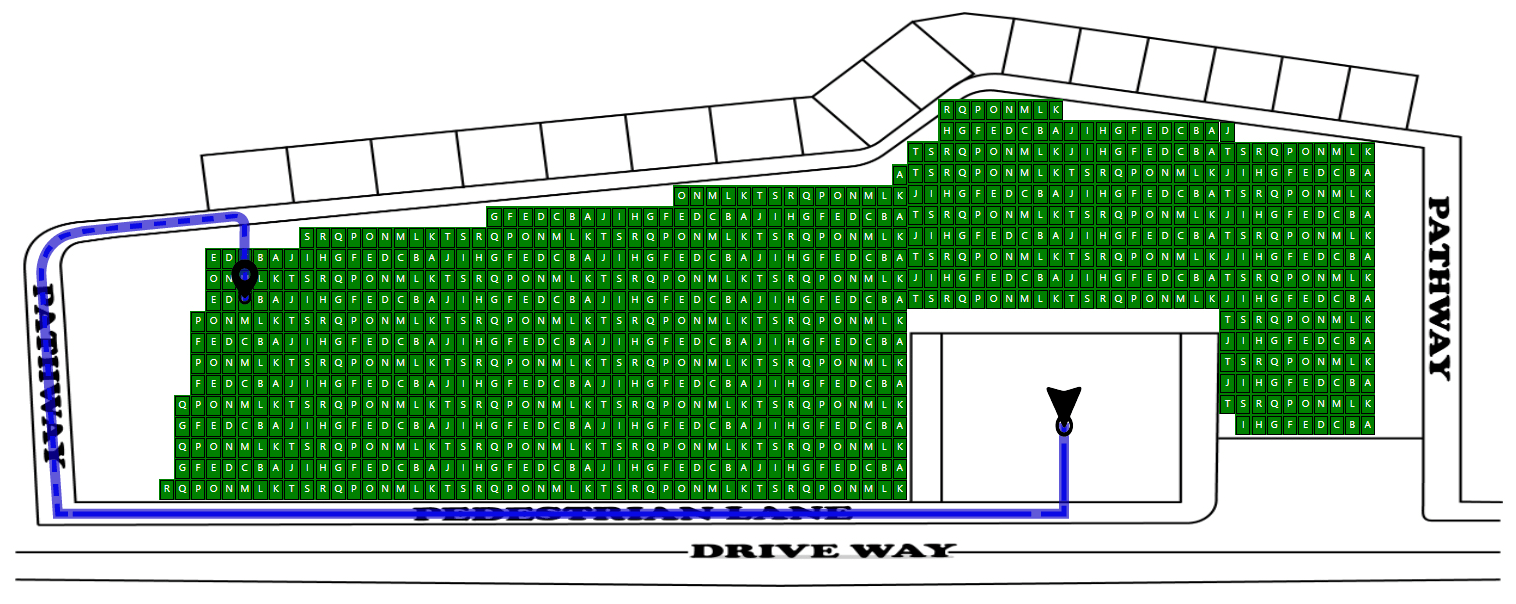 R Q P O N M L K
H G F E D C B A J I H G F E D C B A J
T S R Q P O N M L K J I H G F E D C B A T S R Q P O N M L K
A T S R Q P O N M L K T S R Q P O N M L K J I H G F E D C B A
O N M L K T S R Q P O N M L K J I H G F E D C B A J I H G F E D C B A T S R Q P O N M L K
G F E D C B A J I H G F E D C B A J I H G F E D C B A T S R Q P O N M L K T S R Q P O N M L K J I H G F E D C B A
S R Q P O N M L K T S R Q P O N M L K T S R Q P O N M L K T S R Q P O N M L K J I H G F E D C B A J I H G F E D C B A T S R Q P O N M L K
E D B A J I H G F E D C B A J I H G F E D C B A J I H G F E D C B A J I H G F E D C B A T S R Q P O N M L K T S R Q P O N M L K J I H G F E D C B A
O N L K T S R Q P O N M L K T S R Q P O N M L K T S R Q P O N M L K T S R Q P O N M L K J I H G F E D C B A J I H G F E D C B A T S R Q P O N M L K
E D B A J I H G F E D C B A J I H G F E D C B A J I H G F E D C B A J I H G F E D C B A T S R Q P O N M L K T S R Q P O N M L K J I H G F E D C B A
P O N M L K T S R Q P O N M L K T S R Q P O N M L K T S R Q P O N M L K T S R Q P O N M L K T S R Q P O N M L K
F E D C B A J I H G F E D C B A J I H G F E D C B A J I H G F E D C B A J I H G F E D C B A J I H G F E D C B A
P O N M L K T S R Q P O N M L K T S R Q P O N M L K T S R Q P O N M L K T S R Q P O N M L K T S R Q P O N M L K
F E D C B A J I H G F E D C B A J I H G F E D C B A J I H G F E D C B A J I H G F E D C B A J I H G F E D C B A
Q P O N M L K T S R Q P O N M L K T S R Q P O N M L K T S R Q P O N M L K T S R Q P O N M L K T S R Q P O N M L K
G F E D C B A J I H G F E D C B A J I H G F E D C B A J I H G F E D C B A J I H G F E D C B A I H G F E D C B A
Q P O N M L K T S R Q P O N M L K T S R Q P O N M L K T S R Q P O N M L K T S R Q P O N M L K
G F E D C B A J I H G F E D C B A J I H G F E D C B A J I H G F E D C B A J I H G F E D C B A
R Q P O N M L K T S R Q P O N M L K T S R Q P O N M L K T S R Q P O N M L K T S R Q P O N M L K
PATHWAY
PATHWAY
PEDESTRIAN LANE
DRIVE WAY